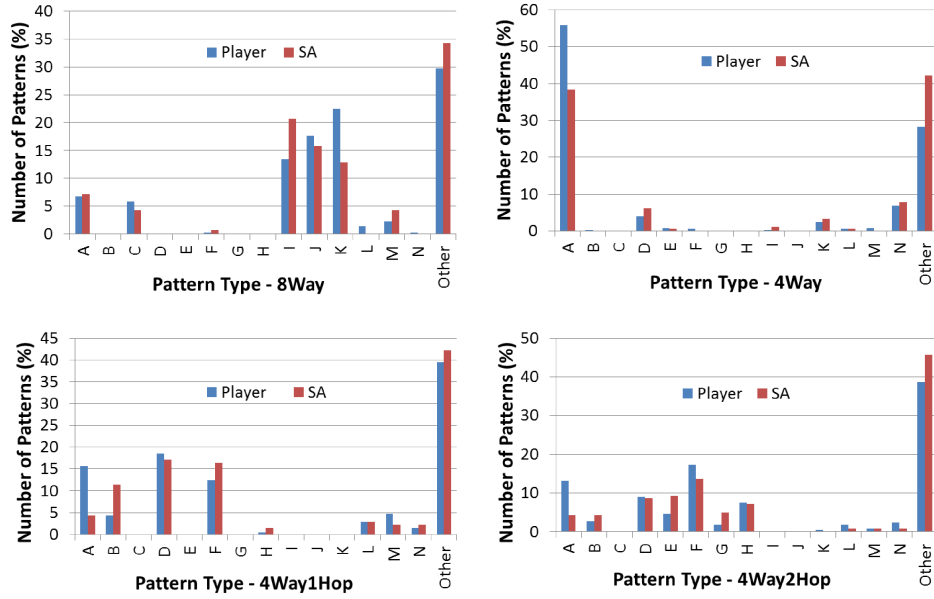 Number of Patterns (%)
40
35
30
25
20
15
10
5
0
Player SA
A B C D E F G H I J K L M N Other
Pattern Type - 8Way
Number of Patterns (%)
60
50
40
30
20
10
0
Player SA
A B C D E F G H I J K L M N Other
Pattern Type - 4Way
Number of Patterns (%)
45
40
35
30
25
20
15
10
5
0
Player SA
A B C D E F G H I J K L M N Other
Pattern Type - 4Way1Hop
Number of Patterns (%)
50
40
30
20
10
0
Player SA
A B C D E F G H I J K L M N Other
Pattern Type - 4Way2Hop